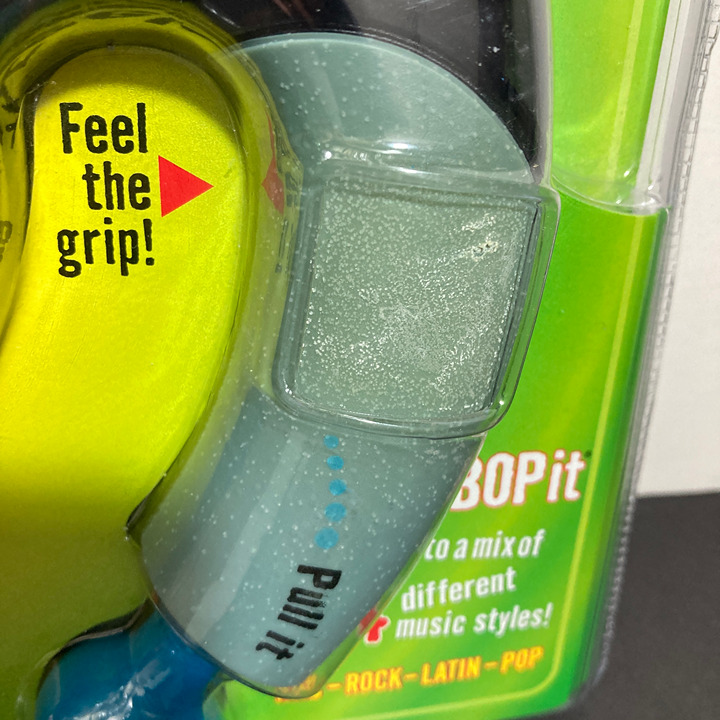 Feel
the
grip!
Pull it
BOPit
to a mix of
different
music styles!
– ROCK – LATIN – POP